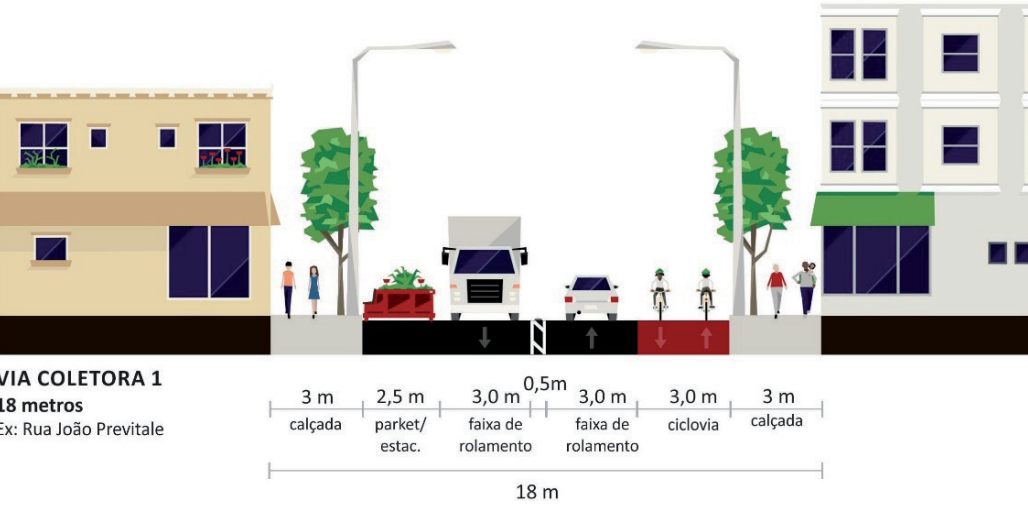 VIA COLETORA 1
18 metros
Ex: Rua João Previtale
3 m
calçada
2,5 m
parket/
estac.
3,0 m
faixa de
rolamento
0,5m
3,0 m
faixa de
rolamento
3,0 m
ciclovia
3 m
calçada
18 m